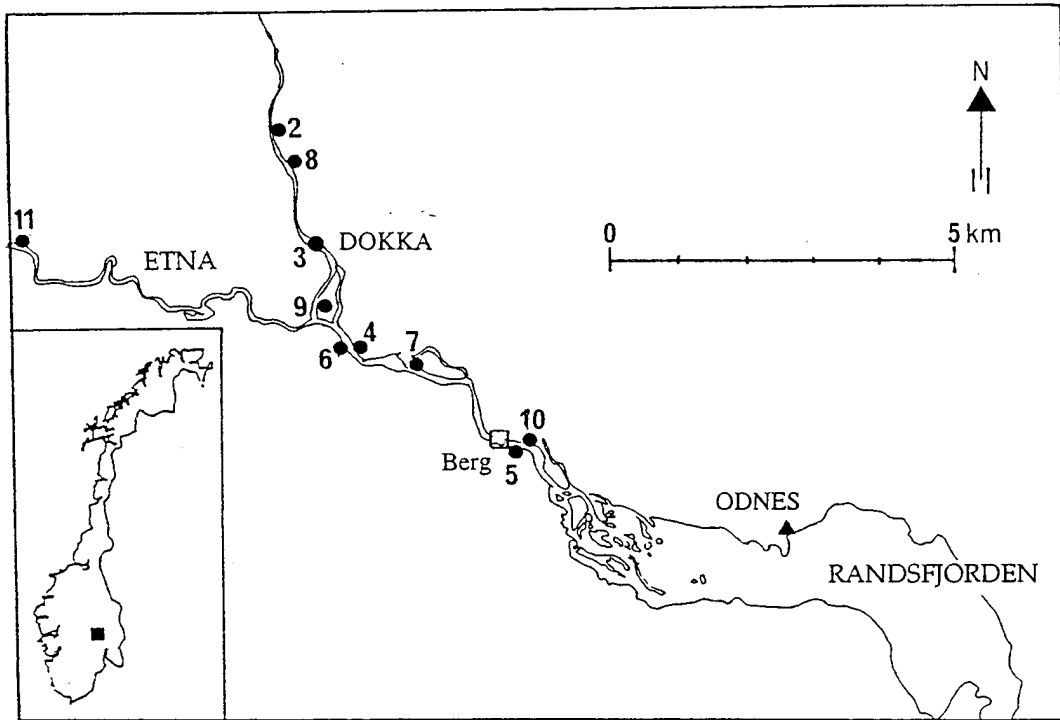 N
2
8
0 5 km
11
3 DOKKA
ETNA
9
6 4 7
10
Berg
5
ODNES
RANDSFJORDEN